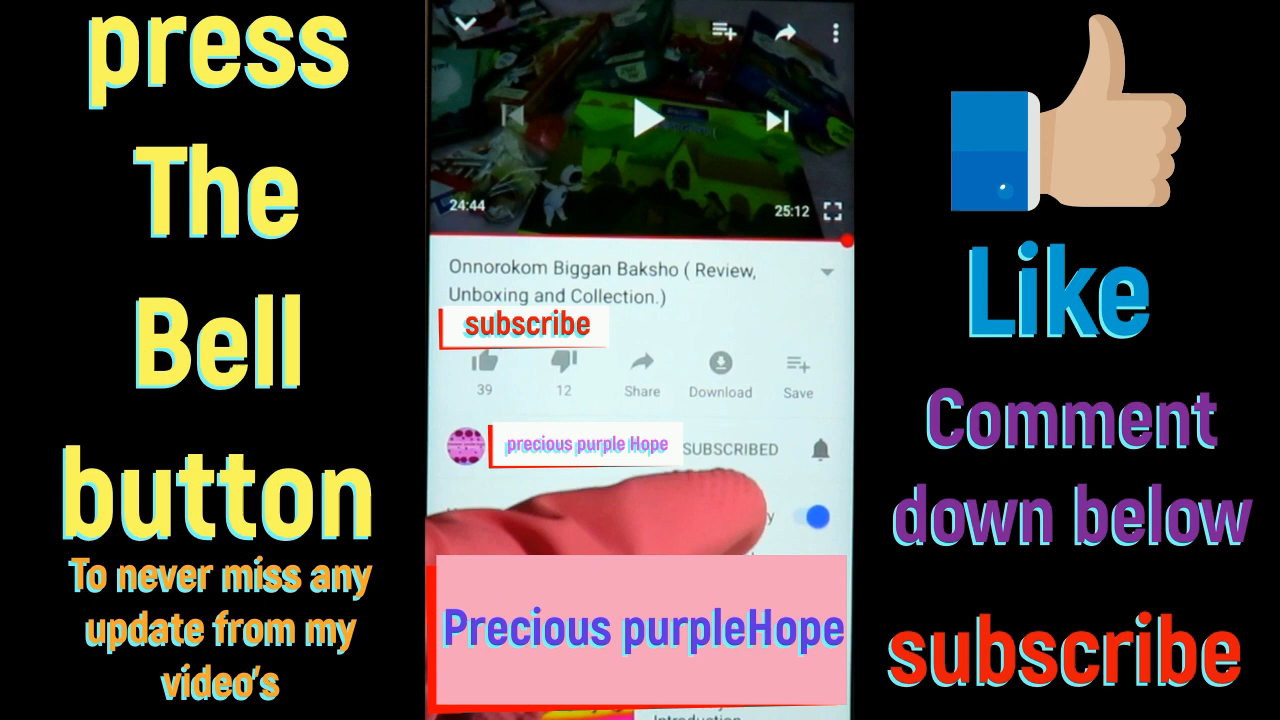 press
The
Bell
button
To never miss any
update from my
video's
24:44
25:12
Onnorokom Biggan Baksho ( Review,
Unboxing and Collection.)
subscribe
39
12
Share
Download
Save
precious purple Hope
SUBSCRIBED
Precious purpleHope
Introduction
Like
Comment
down below
subscribe